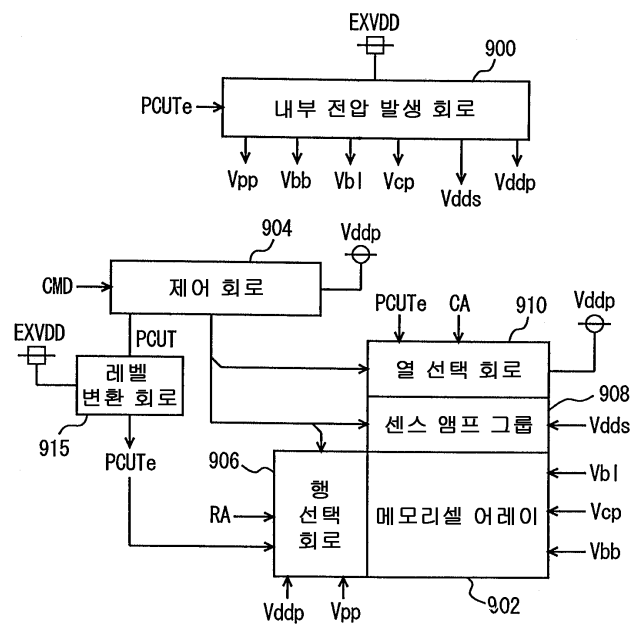 EXVDD
900
PCUTe
내부 전압 발생 회로
Vpp
Vbb
Vbl
Vcp
Vdds
Vddp
904
Vddp
CMD
제어 회로
PCUTe
CA
910
Vddp
EXVDD
PCUT
레벨
변환 회로
열 선택 회로
908
915
센스 앰프 그룹
Vdds
PCUTe
906
행
선택
회로
RA
메모리셀 어레이
Vbl
Vcp
Vbb
Vddp
Vpp
902